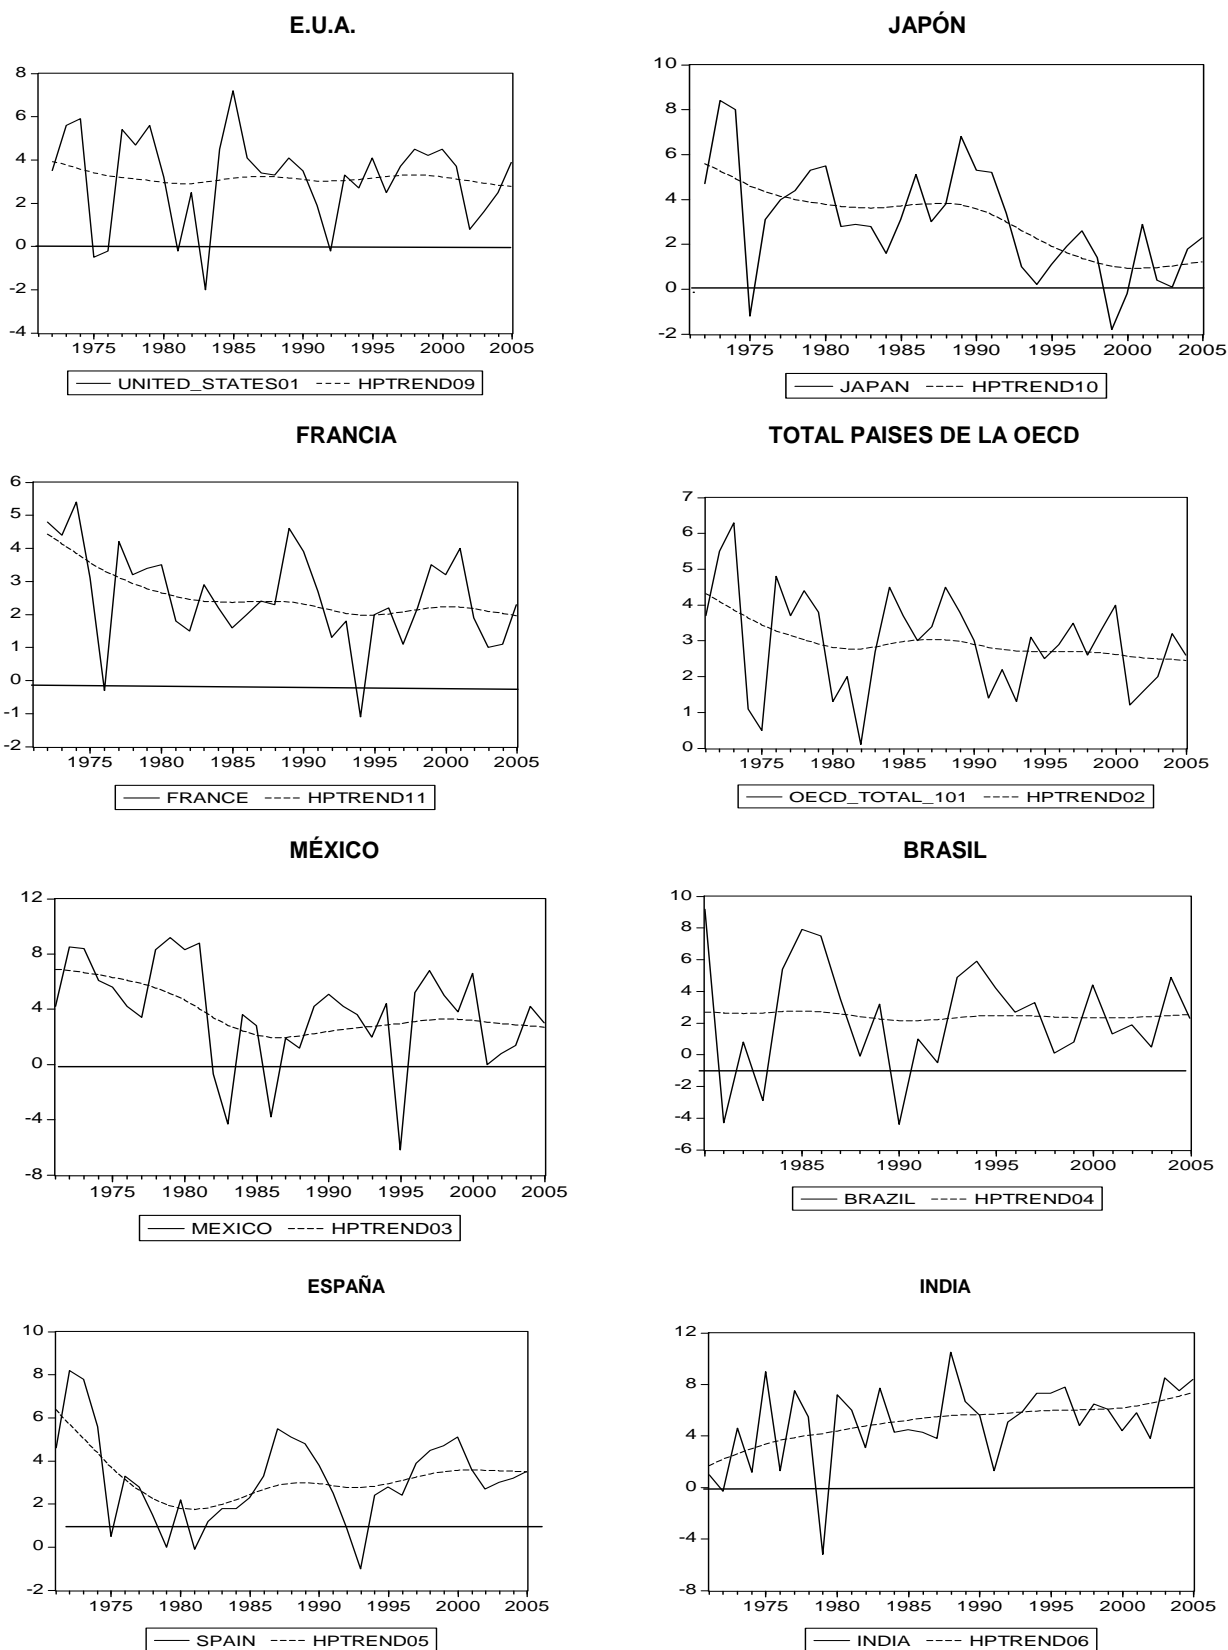 E.U.A.
8
6
4
2
0
-2
-4
1975 1980 1985 1990 1995 2000 2005
UNITED_STATES01 HPTREND09
JAPÓN
10
8
6
4
2
0
-2
1975 1980 1985 1990 1995 2000 2005
JAPAN HPTREND10
FRANCIA
6
5
4
3
2
1
0
-1
-2
1975 1980 1985 1990 1995 2000 2005
FRANCE HPTREND11
TOTAL PAISES DE LA OECD
7
6
5
4
3
2
1
0
1975 1980 1985 1990 1995 2000 2005
OECD_TOTAL_101 HPTREND02
MÉXICO
12
8
4
0
-4
-8
1975 1980 1985 1990 1995 2000 2005
MEXICO HPTREND03
BRASIL
10
8
6
4
2
0
-2
-4
-6
1985 1990 1995 2000 2005
BRAZIL HPTREND04
ESPAÑA
10
8
6
4
2
0
-2
1975 1980 1985 1990 1995 2000 2005
SPAIN HPTREND05
INDIA
12
8
4
0
-4
-8
1975 1980 1985 1990 1995 2000 2005
INDIA HPTREND06